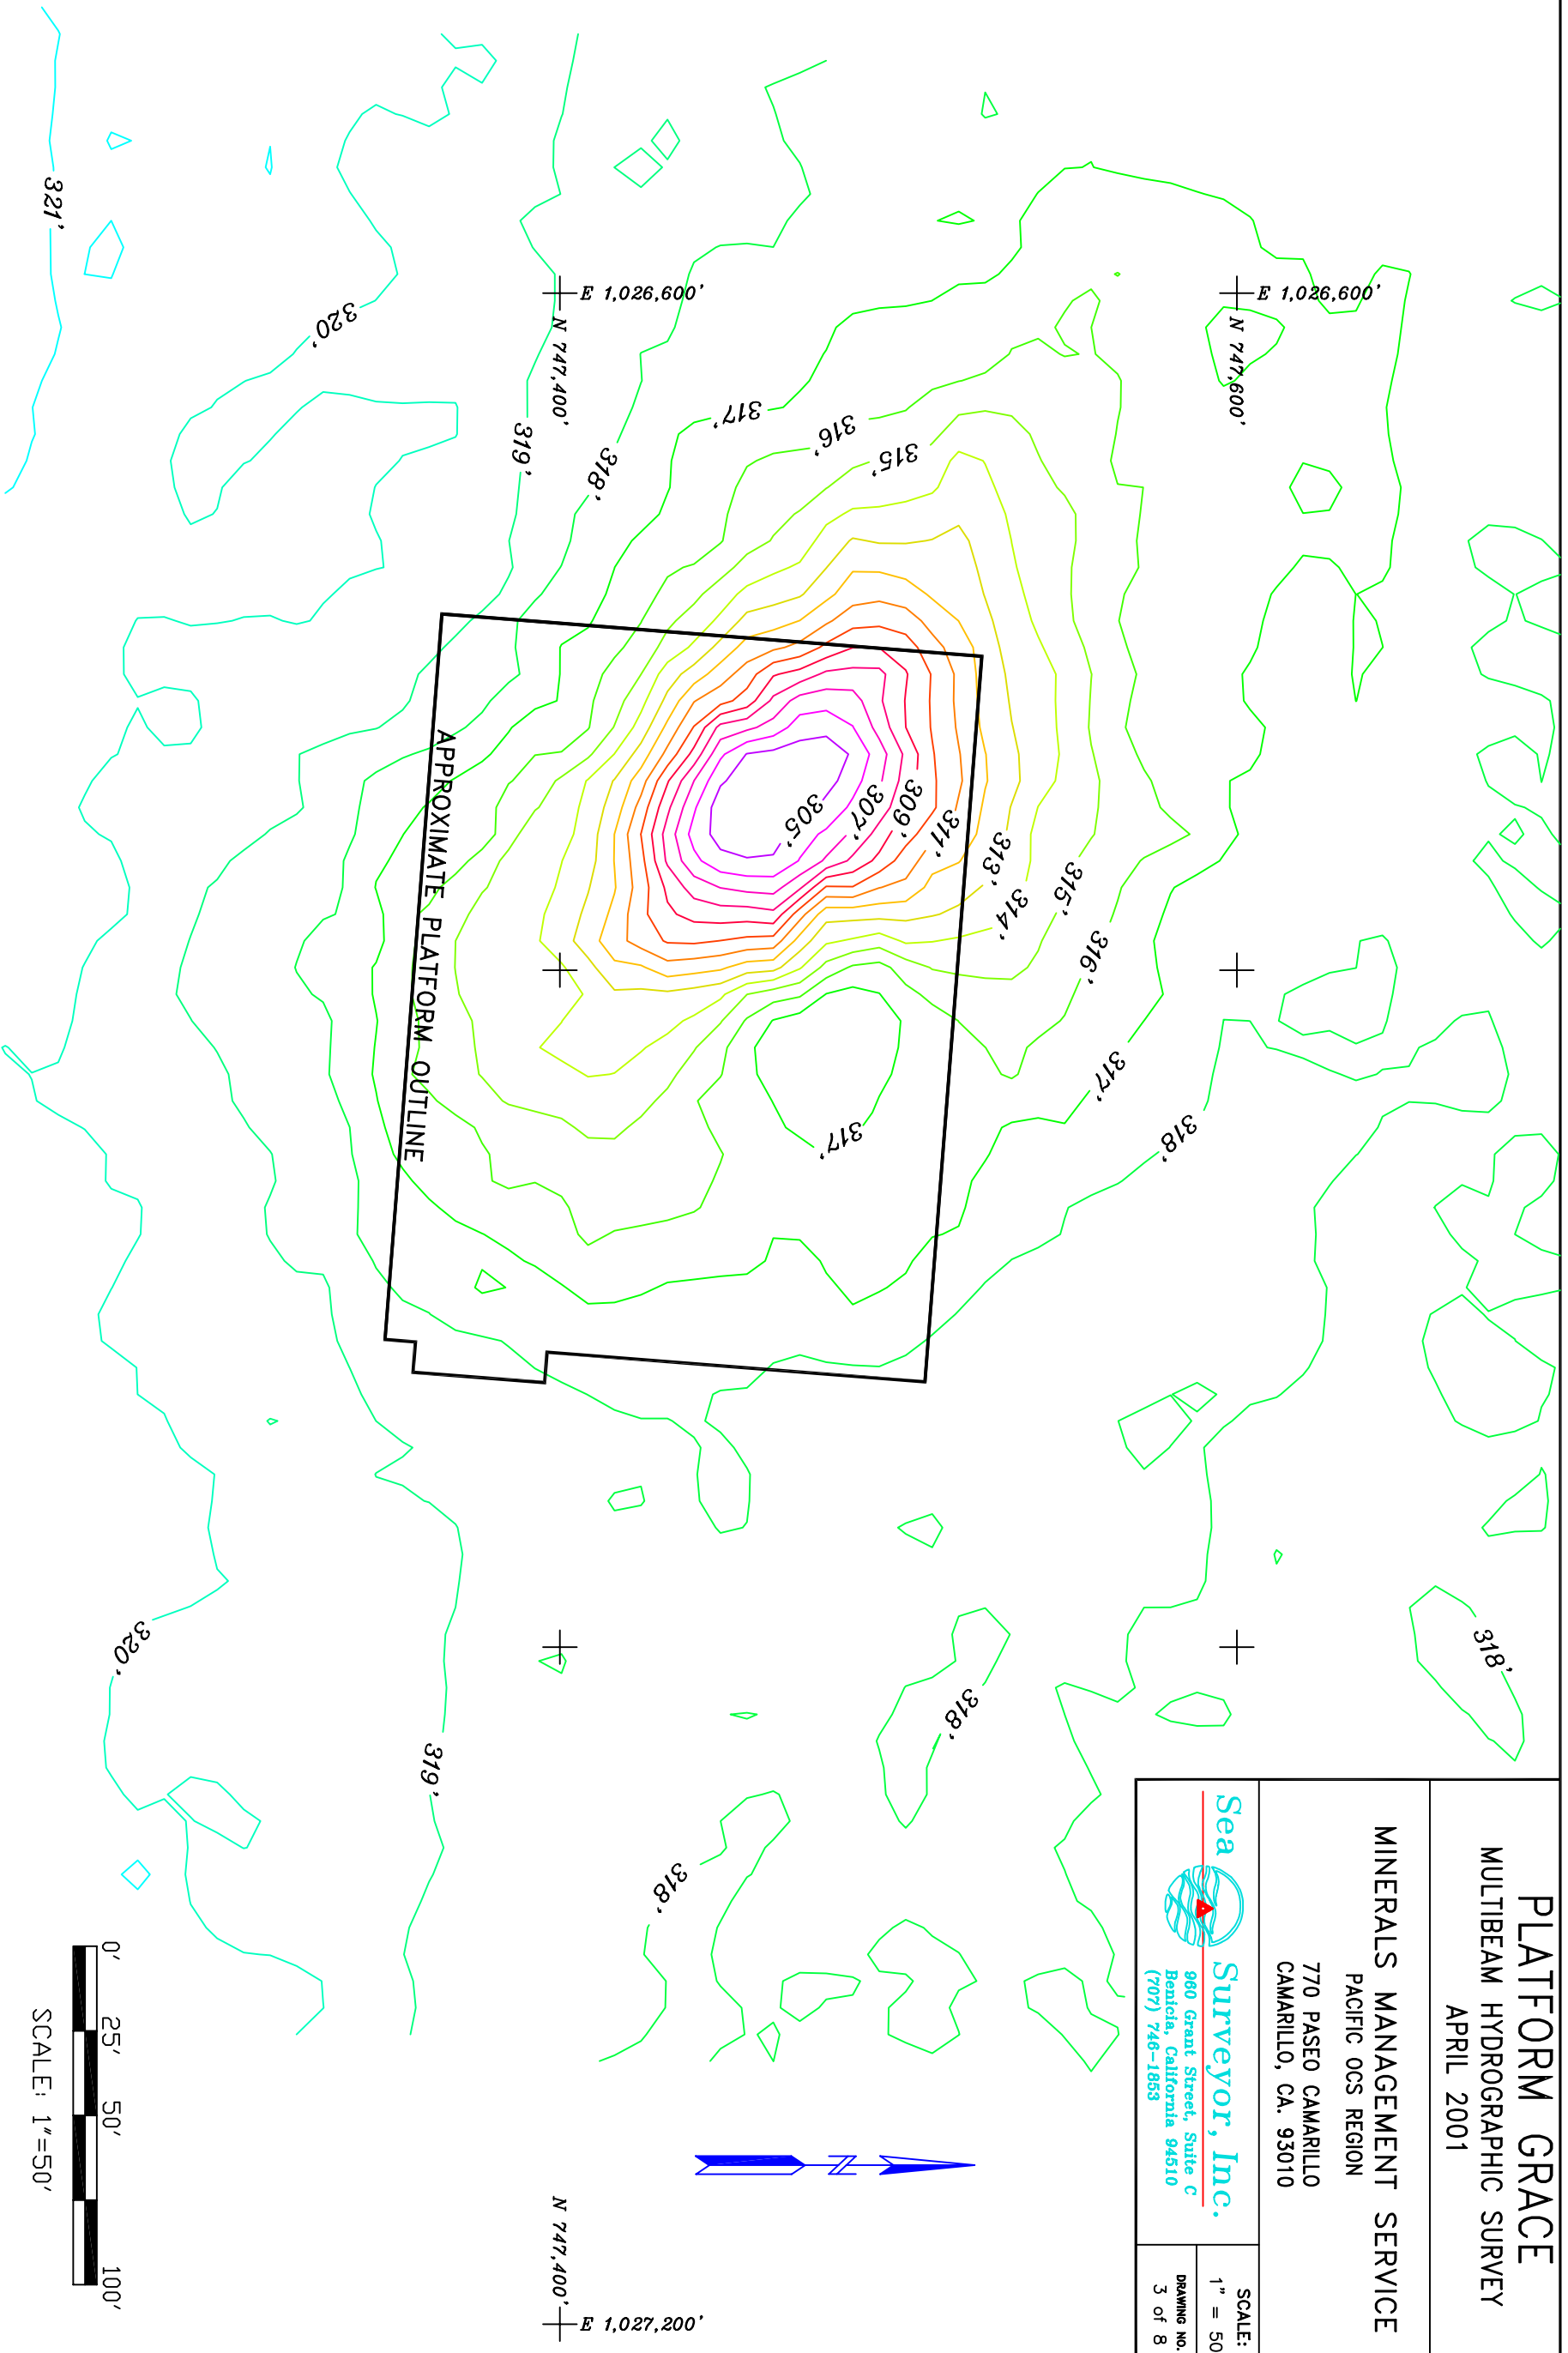 PLATFORM GRACE
MULTIBEAM HYDROGRAPHIC SURVEY
APRIL 2001
MINERALS MANAGEMENT SERVICE
PACIFIC OCS REGION
770 PASEO CAMARILLO
CAMARILLO, CA. 93010
Sea Surveyor, Inc.
960 Grant Street, Suite C
Benicia, California 94510
(707) 746-1853
SCALE:
1" = 50
DRAWING NO.
3 of 8
E 1,026,600'
N 747,600'
E 1,026,600'
N 747,400'
N 747,400'
E 1,027,200'
321'
320'
319'
318'
317'
316'
315'
305'
307'
309'
311'
313'
314'
315'
316'
317'
318'
317'
APPROXIMATE PLATFORM OUTLINE
318'
318'
318'
319'
320'
N
0' 25' 50' 100'
SCALE: 1"=50'